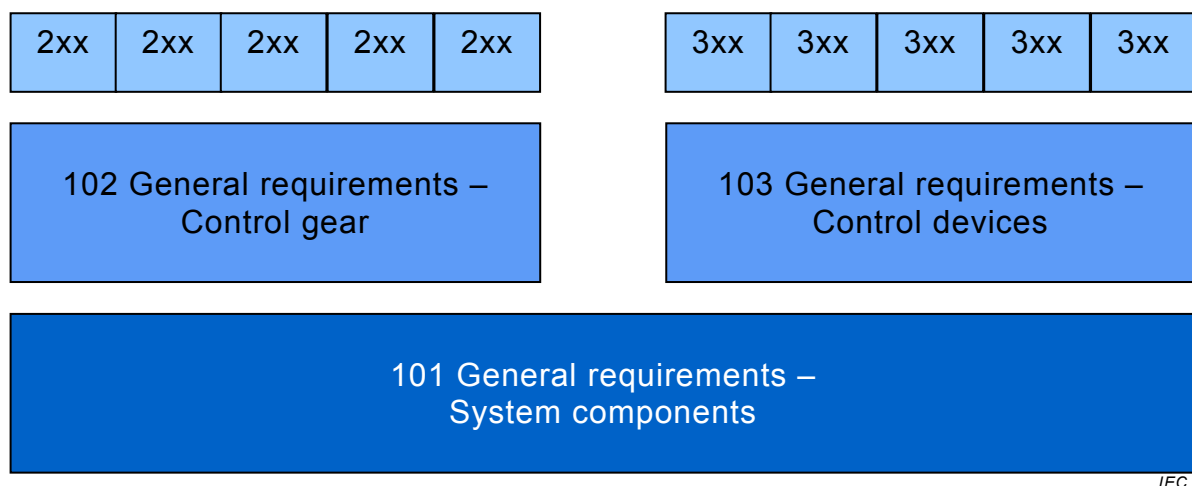 2xx 2xx 2xx 2xx 2xx 3xx 3xx 3xx 3xx 3xx
102 General requirements –
Control gear
103 General requirements –
Control devices
101 General requirements –
System components
IEC